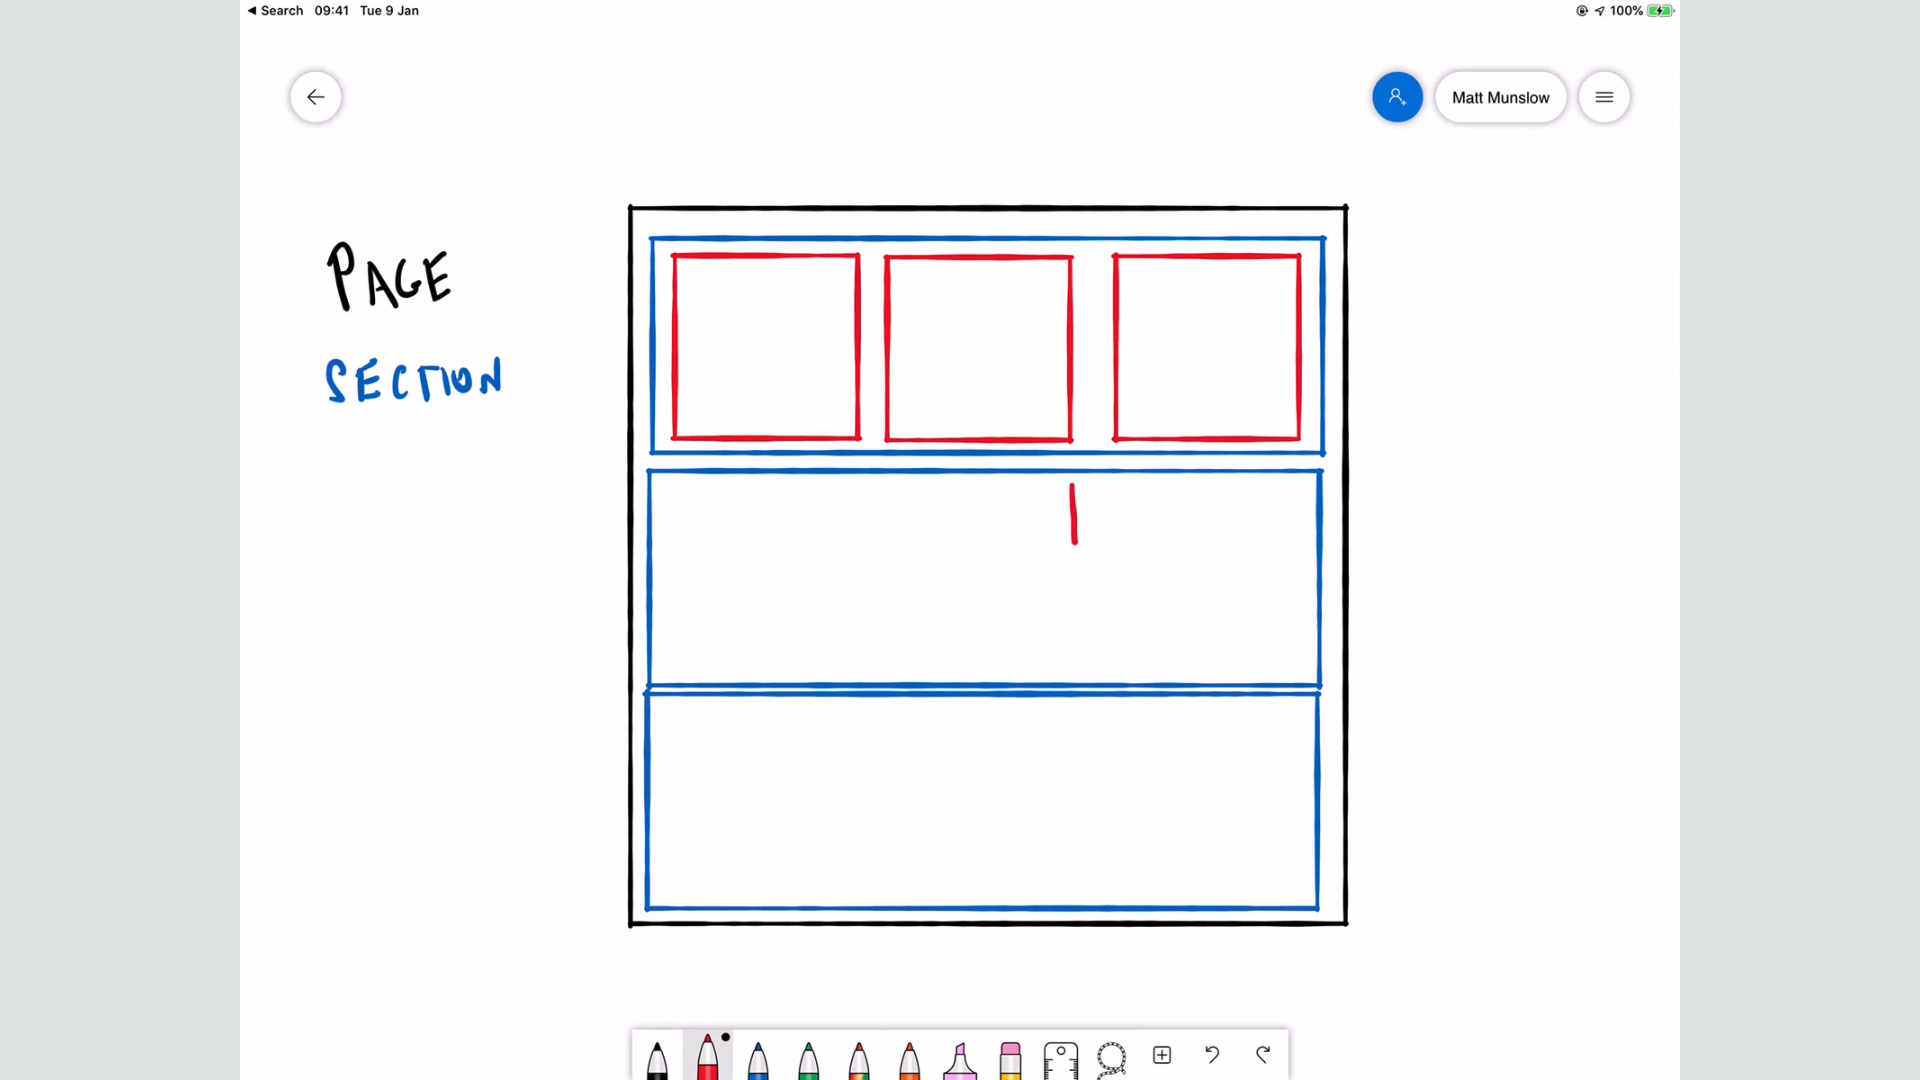 Search 09:41 Tue 9 Jan
100%
Matt Munslow
PAGE
SECTION